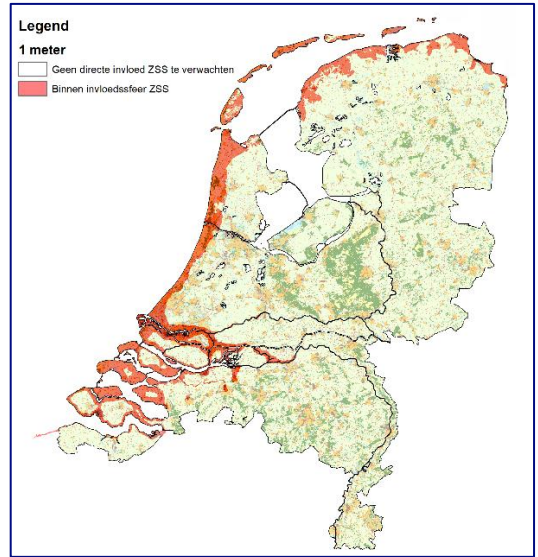 Legend
1 meter
Geen directe invloed ZSS te verwachten
Binnen invloedssfeer ZSS